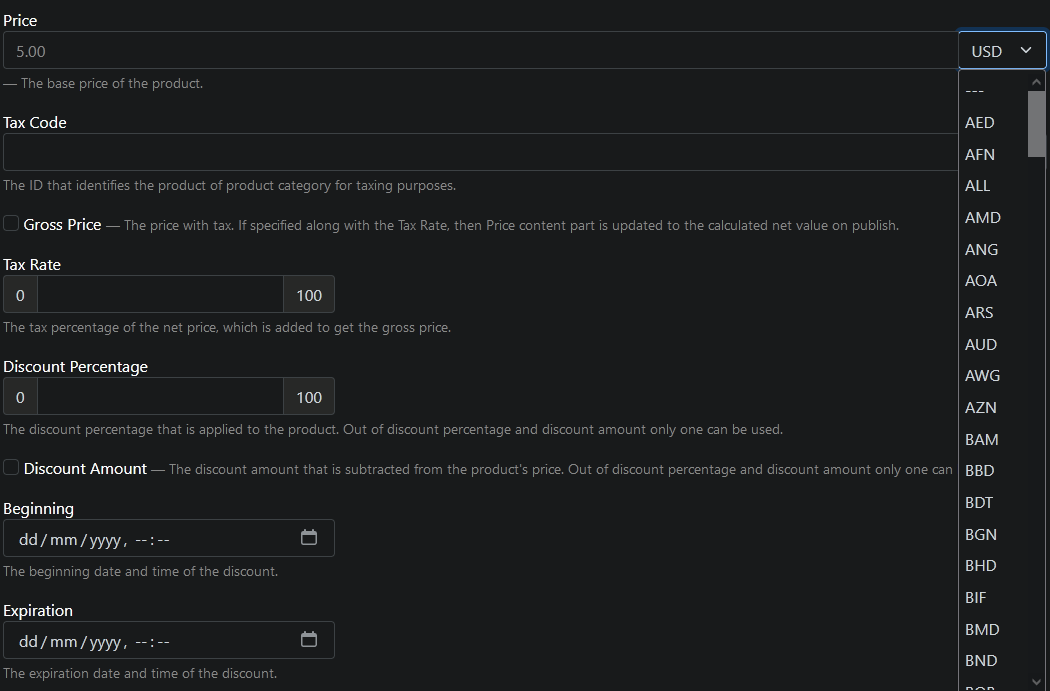 Price
5.00
USD
— The base price of the product.
---
Tax Code
AED
AFN
The ID that identifies the product of product category for taxing purposes.
ALL
Gross Price — The price with tax. If specified along with the Tax Rate, then Price content part is updated to the calculated net value on publish.
AMD
ANG
Tax Rate
AOA
0
100
ARS
The tax percentage of the net price, which is added to get the gross price.
AUD
Discount Percentage
AWG
0
100
AZN
The discount percentage that is applied to the product. Out of discount percentage and discount amount only one can be used.
BAM
Discount Amount — The discount amount that is subtracted from the product's price. Out of discount percentage and discount amount only one can
BBD
Beginning
BDT
dd/mm/yyyy, --:--
BGN
The beginning date and time of the discount.
BHD
Expiration
BIF
dd/mm/yyyy, --:--
BMD
BND
The expiration date and time of the discount.